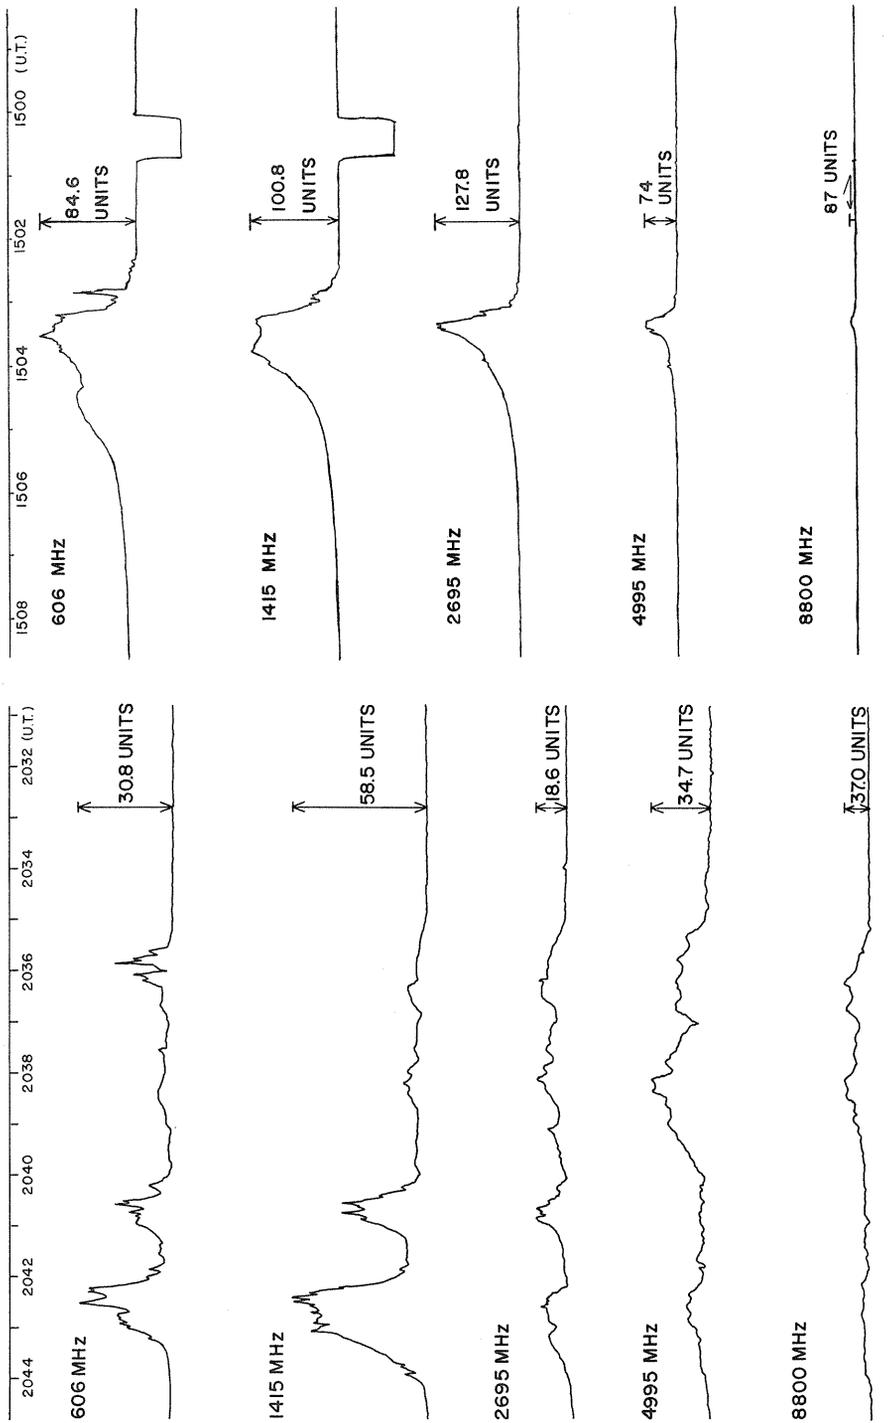 1500 (U.T.)
1502
1504
1506
1508
84.6
UNITS
606 MHz
100.8
UNITS
1415 MHz
127.8
UNITS
2695 MHz
74
UNITS
4995 MHz
87 UNITS
8800 MHz
2032 (U.T.)
2034
2036
2038
2040
2042
2044
30.8 UNITS
606 MHz
58.5 UNITS
1415 MHz
18.6 UNITS
2695 MHz
34.7 UNITS
4995 MHz
37.0 UNITS
8800 MHz